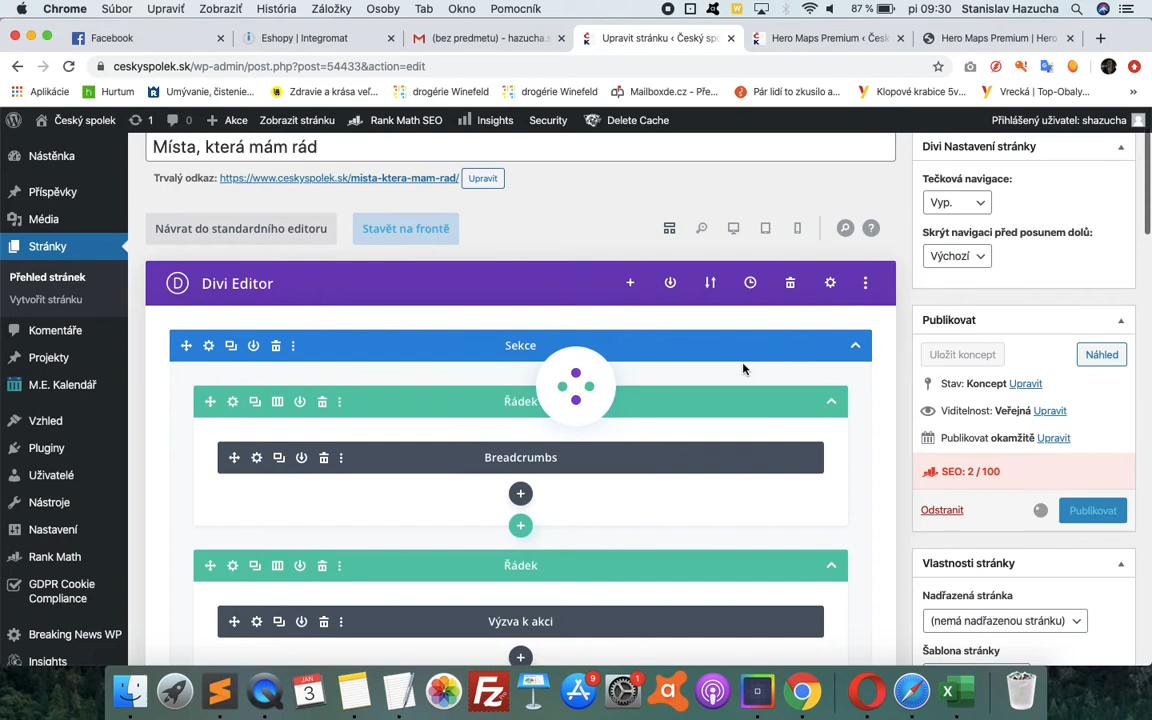 Chrome Súbor Upraviť Zobraziť História Záložky Osoby Tab Okno Pomocník 87 % pi 09:30 Stanislav Hazucha
Facebook Eshopy | Integromat (bez predmetu) - hazucha.s Upravit stránku ‹ Český spo Hero Maps Premium ‹ Česk Hero Maps Premium | Hero
ceskyspolek.sk/wp-admin/post.php?post=54433&action=edit
Aplikácie Hurtum Umývanie, čistenie... Zdravie a krása veľ... drogérie Winefeld drogérie Winefeld Mailboxde.cz - Pře... Pár lidí to zkusilo a... Klopové krabice 5v... Vrecká | Top-Obaly... »
Český spolek 1 0 Akce Zobrazit stránku Rank Math SEO Insights Security Delete Cache Přihlášený uživatel: shazucha
Nástěnka
Příspěvky
Média
Stránky
Přehled stránek
Vytvořit stránku
Komentáře
Projekty
M.E. Kalendář
Vzhled
Pluginy
Uživatelé
Nástroje
Nastavení
Rank Math
GDPR Cookie
Compliance
Breaking News WP
Insights
Místa, která mám rád
Trvalý odkaz: https://www.ceskyspolek.sk/mista-ktera-mam-rad/ Upravit
Návrat do standardního editoru Stavět na frontě ?
D Divi Editor
Sekce
Řádek
Breadcrumbs
Řádek
Výzva k akci
Divi Nastavení stránky
Tečková navigace:
Vyp.
Skrýt navigaci před posunem dolů:
Výchozí
Publikovat
Uložit koncept Náhled
Stav: Koncept Upravit
Viditelnost: Veřejná Upravit
Publikovat okamžitě Upravit
SEO: 2 / 100
Odstranit Publikovat
Vlastnosti stránky
Nadřazená stránka
(nemá nadřazenou stránku)
Šablona stránky
JAN
3
FZ
9
1